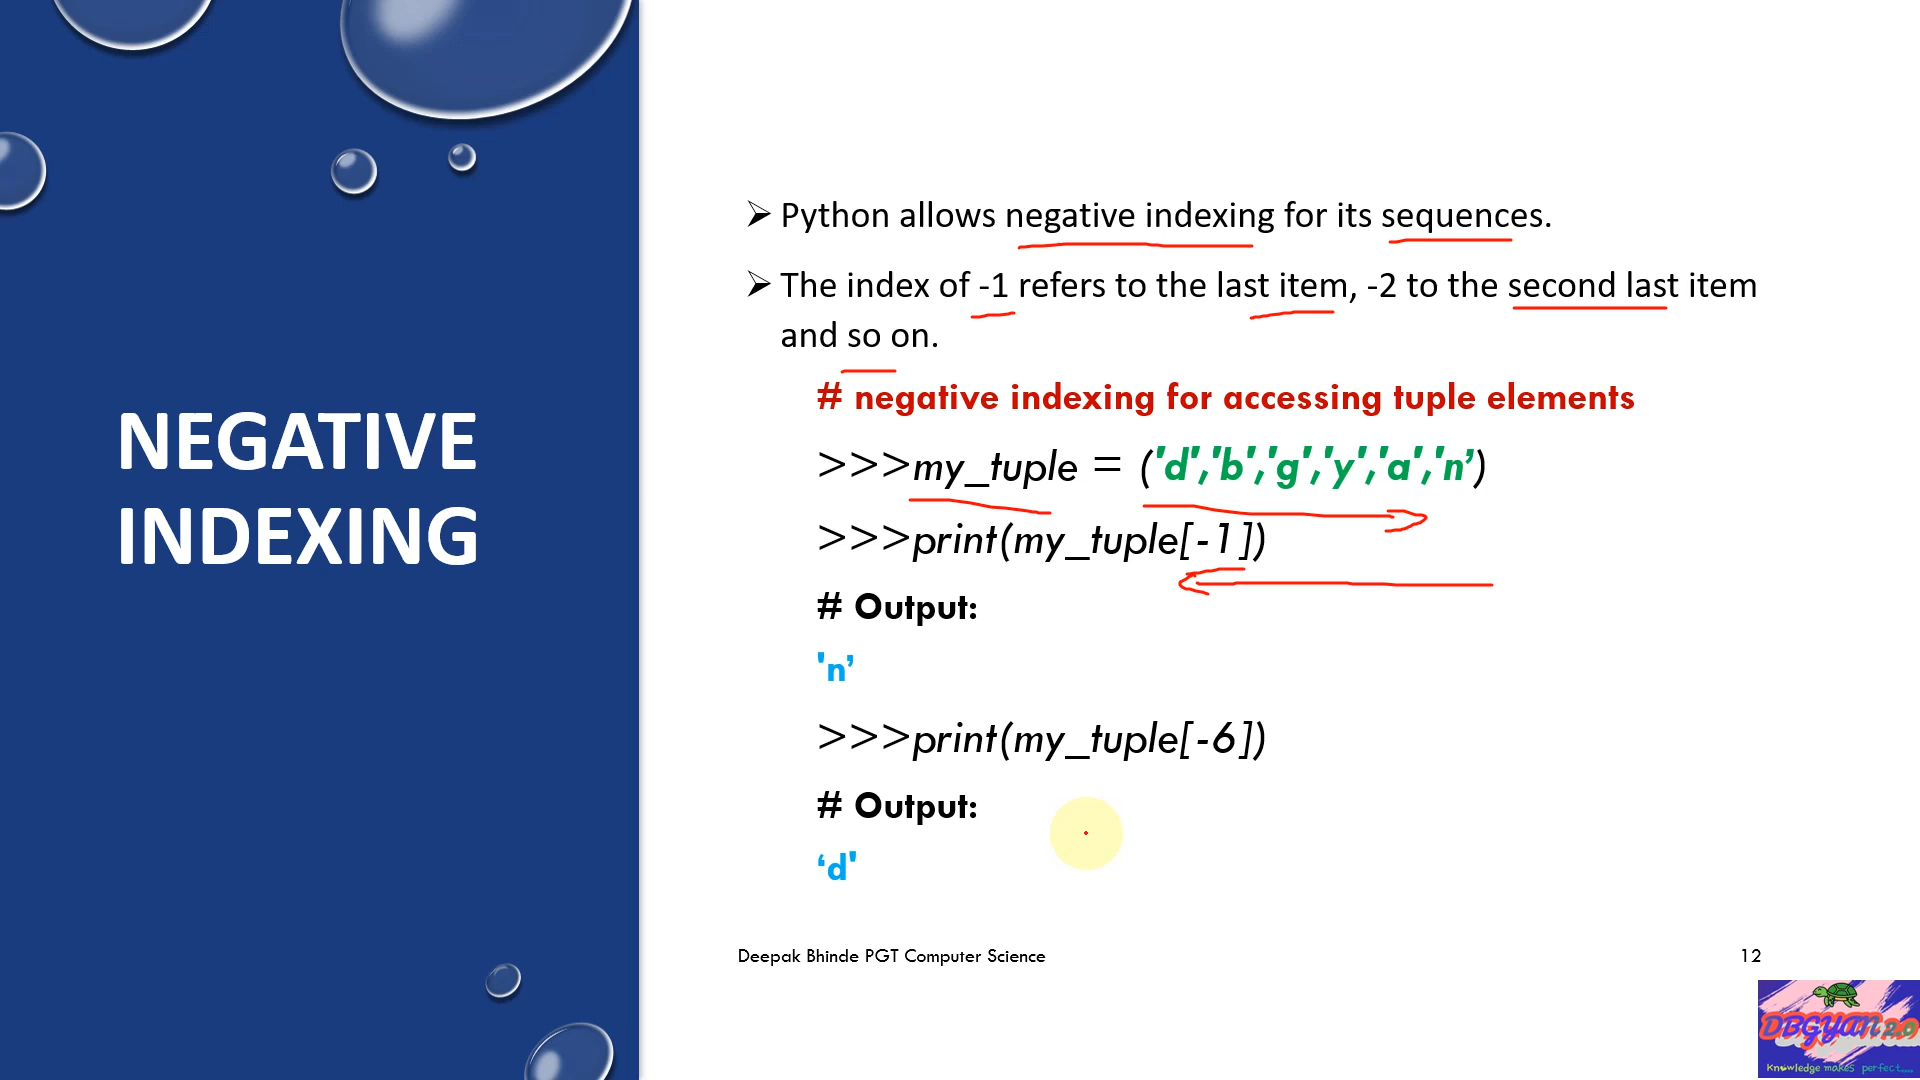 NEGATIVE
INDEXING
➢ Python allows negative indexing for its sequences.
➢ The index of -1 refers to the last item, -2 to the second last item
and so on.
# negative indexing for accessing tuple elements
>>>my_tuple = ('d','b','g','y','a','n’)
>>>print(my_tuple[-1])
# Output:
'n’
>>>print(my_tuple[-6])
# Output:
‘d'
Deepak Bhinde PGT Computer Science
12
DBGYAN 2.0
Knowledge makes perfect....